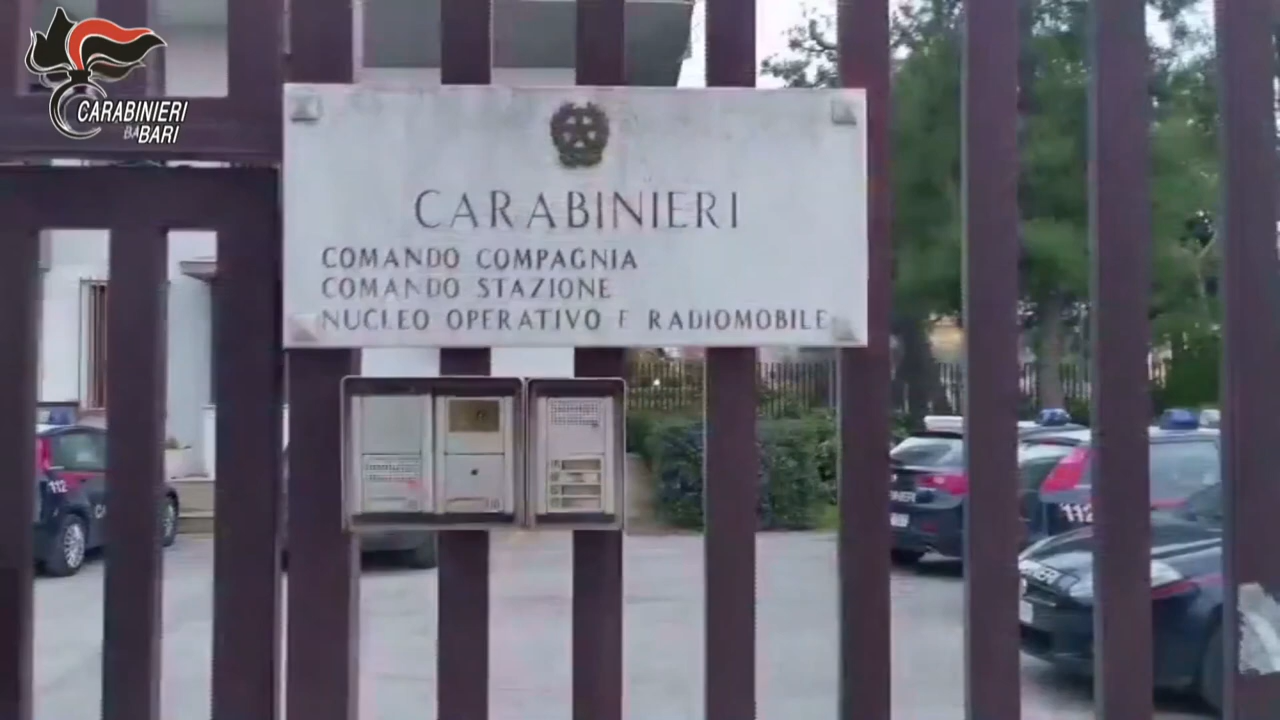 CARABINIERI
BARI
CARABINIERI
COMANDO COMPAGNIA
COMANDO STAZIONE
NUCLEO OPERATIVO E RADIOMOBILE
112
112